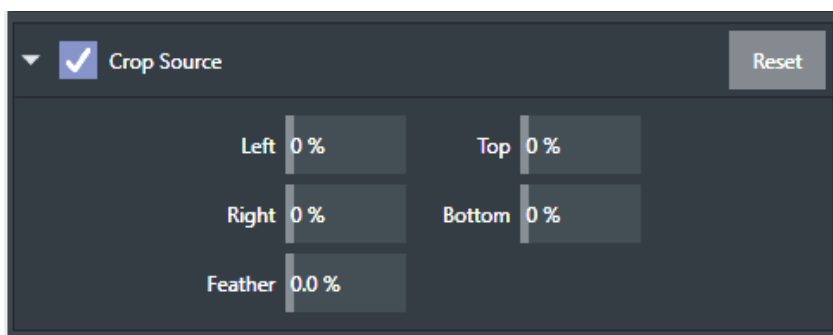 Crop Source Reset
Left 0 % Top 0 %
Right 0 % Bottom 0 %
Feather 0.0 %